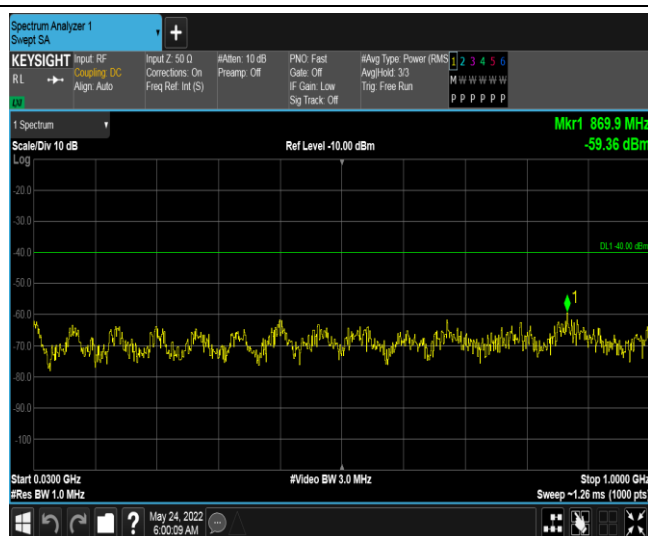 Spectrum Analyzer 1
Swept SA
+
KEYSIGHT
RL
LXI
Input: RF
Coupling: DC
Align: Auto
Input Z: 50 Ω
Corrections: On
Freq Ref: Int (S)
#Atten: 10 dB
Preamp: Off
PNO: Fast
Gate: Off
IF Gain: Low
Sig Track: Off
#Avg Type: Power (RMS
Avg|Hold: 3/3
Trig: Free Run
1 2 3 4 5 6
M W W W W W
P P P P P P
1 Spectrum
Mkr1 869.9 MHz
Scale/Div 10 dB
Ref Level -10.00 dBm
-59.36 dBm
Log
-20.0
-30.0
-40.0
DL1 -40.00 dBm
-50.0
1
-60.0
-70.0
-80.0
-90.0
-100
Start 0.0300 GHz
#Video BW 3.0 MHz
Stop 1.0000 GHz
#Res BW 1.0 MHz
Sweep ~1.26 ms (1000 pts)
?
May 24, 2022
6:00:09 AM